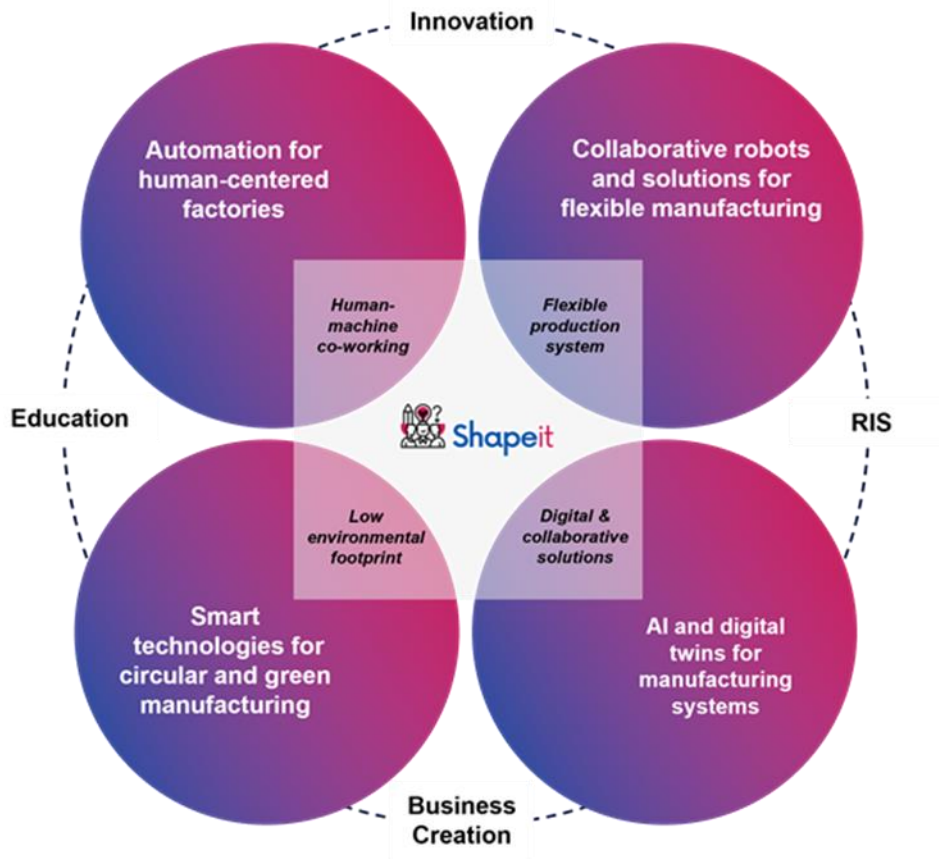 Innovation
Automation for
human-centered
factories
Collaborative robots
and solutions for
flexible manufacturing
Human-
machine
co-working
Flexible
production
system
Education
?
Shapeit
RIS
Low
environmental
footprint
Digital &
collaborative
solutions
Smart
technologies for
circular and green
manufacturing
AI and digital
twins for
manufacturing
systems
Business
Creation